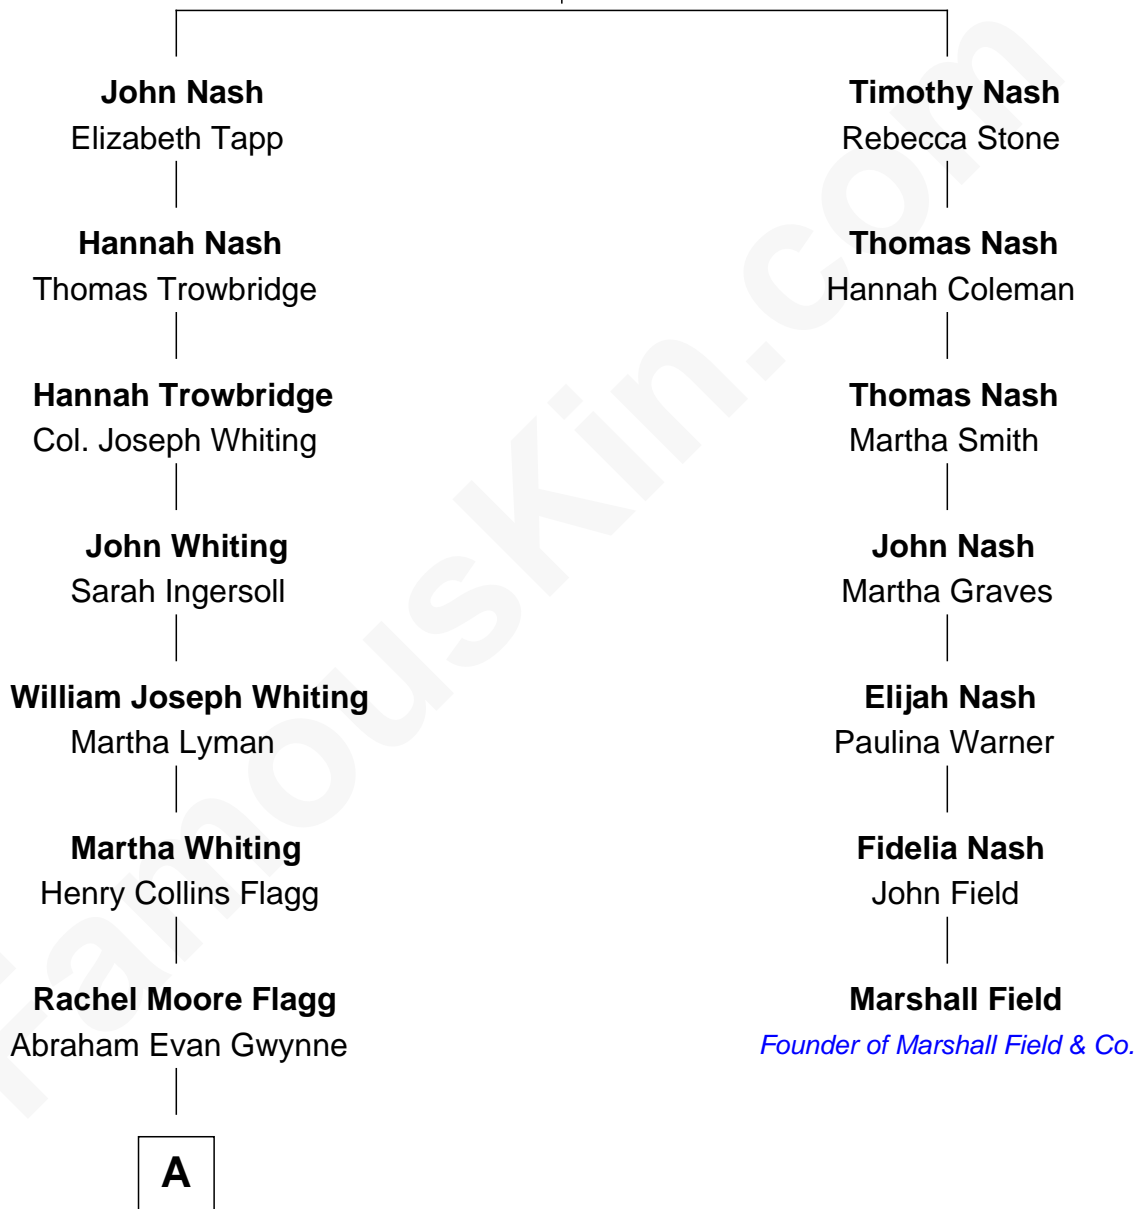 John Nash
Elizabeth Tapp
Hannah Nash
Thomas Trowbridge
Hannah Trowbridge
Col. Joseph Whiting
John Whiting
Sarah Ingersoll
William Joseph Whiting
Martha Lyman
Martha Whiting
Henry Collins Flagg
Rachel Moore Flagg
Abraham Evan Gwynne
A
Timothy Nash
Rebecca Stone
Thomas Nash
Hannah Coleman
Thomas Nash
Martha Smith
John Nash
Martha Graves
Elijah Nash
Paulina Warner
Fidelia Nash
John Field
Marshall Field
Founder of Marshall Field & Co.
FamousKin.com